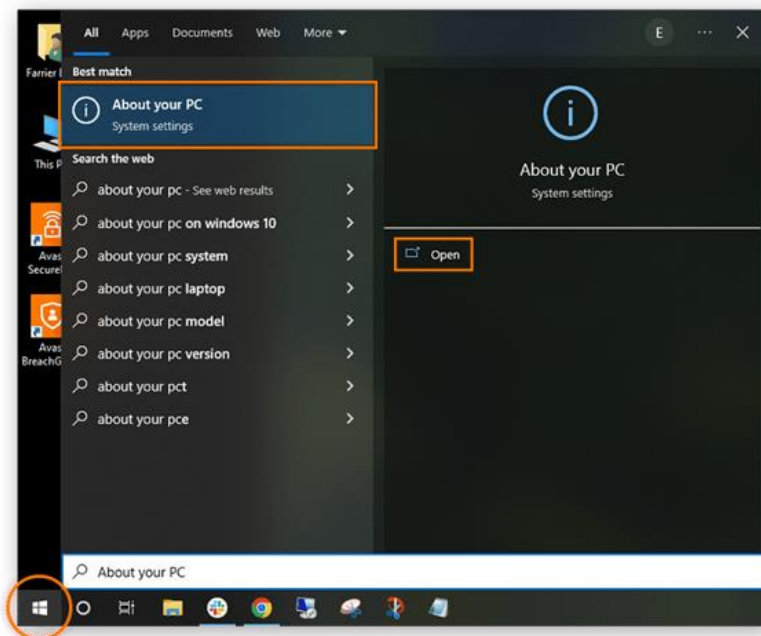 All Apps Documents Web More
E
Farrier
Best match
About your PC
System settings
This P
Search the web
about your pc - See web results
about your pc on windows 10
about your pc system
about your pc laptop
about your pc model
about your pc version
about your pct
about your pce
Avas
Secure
Avas
BreachG
About your PC
System settings
Open
About your PC